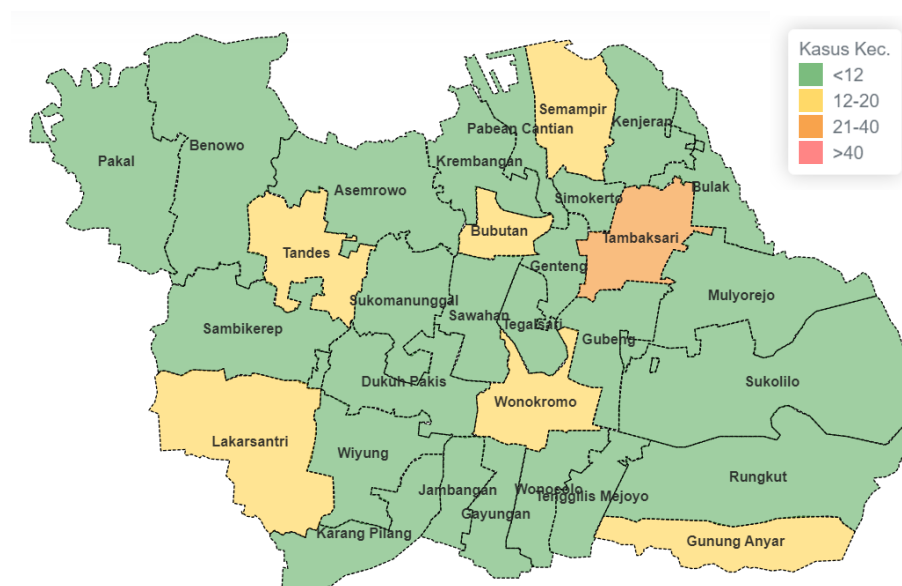 Kasus Kec.
<12
12-20
21-40
>40
Semampir
Kenjeran
Pabean Cantian
Pakal
Benowo
Krembangan
Asemrowo
Simokerto
Bulak
Bubutan
Tambaksari
Tandes
Genteng
Sukomanunggal
Mulyorejo
Sawahan
Tegalsari
Sambikerep
Gubeng
Dukuh Pakis
Sukolilo
Wonokromo
Lakarsantri
Wiyung
Rungkut
Jambangan
Wonocolo
Tenggilis Mejoyo
Gayungan
Karang Pilang
Gunung Anyar